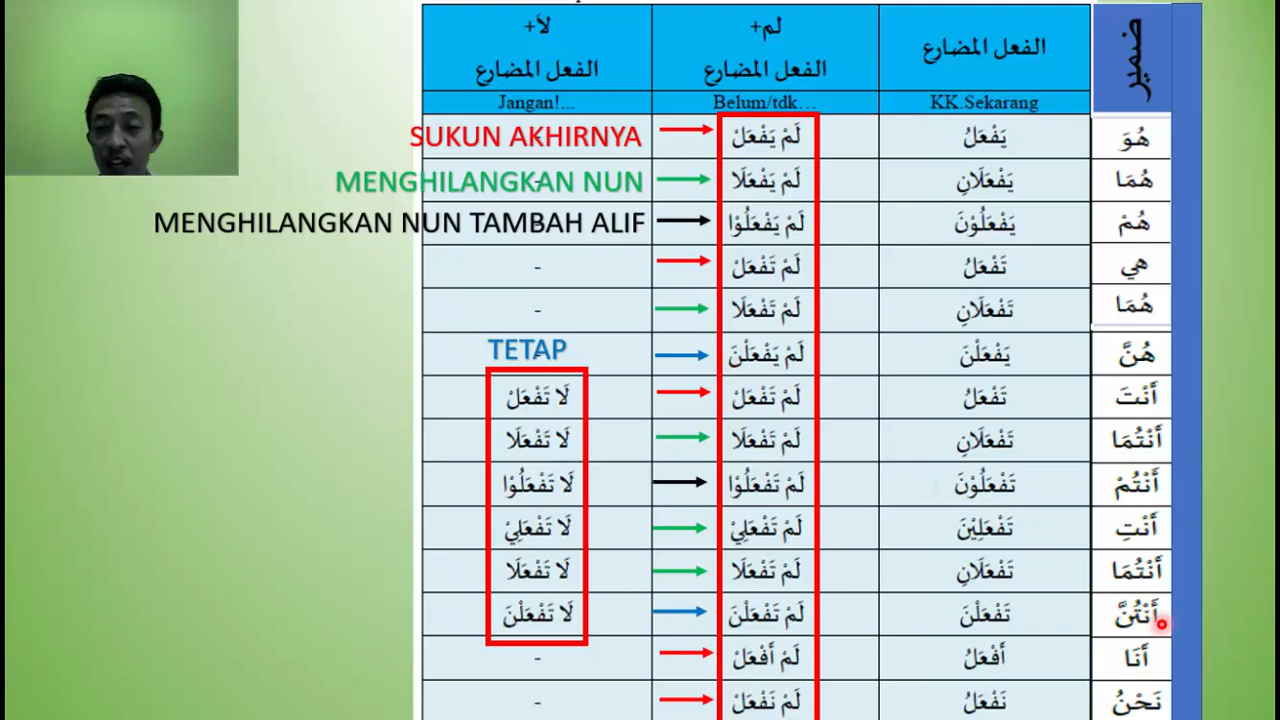 ضمير
الفعل المضارع
لم+
الفعل المضارع
لاَ+
الفعل المضارع
KK.Sekarang
Belum/tdk...
Jangan!...
هُوَ يَفْعَلُ لَمْ يَفْعَلْ SUKUN AKHIRNYA
هُمَا يَفْعَلَانِ لَمْ يَفْعَلَا MENGHILANGKAN NUN
هُمْ يَفْعَلُوْنَ لَمْ يَفْعَلُوْا MENGHILANGKAN NUN TAMBAH ALIF
هي تَفْعَلُ لَمْ تَفْعَلْ -
هُمَا تَفْعَلَانِ لَمْ تَفْعَلَا -
هُنَّ يَفْعَلْنَ لَمْ يَفْعَلْنَ TETAP
أَنْتَ تَفْعَلُ لَمْ تَفْعَلْ لَا تَفْعَلْ
أَنْتُمَا تَفْعَلَانِ لَمْ تَفْعَلَا لَا تَفْعَلَا
أَنْتُمْ تَفْعَلُوْنَ لَمْ تَفْعَلُوْا لَا تَفْعَلُوْا
أَنْتِ تَفْعَلِيْنَ لَمْ تَفْعَلِيْ لَا تَفْعَلِيْ
أَنْتُمَا تَفْعَلَانِ لَمْ تَفْعَلَا لَا تَفْعَلَا
أَنْتُنَّ تَفْعَلْنَ لَمْ تَفْعَلْنَ لَا تَفْعَلْنَ
أَنَا أَفْعَلُ لَمْ أَفْعَلْ -
نَحْنُ نَفْعَلُ لَمْ نَفْعَلْ -